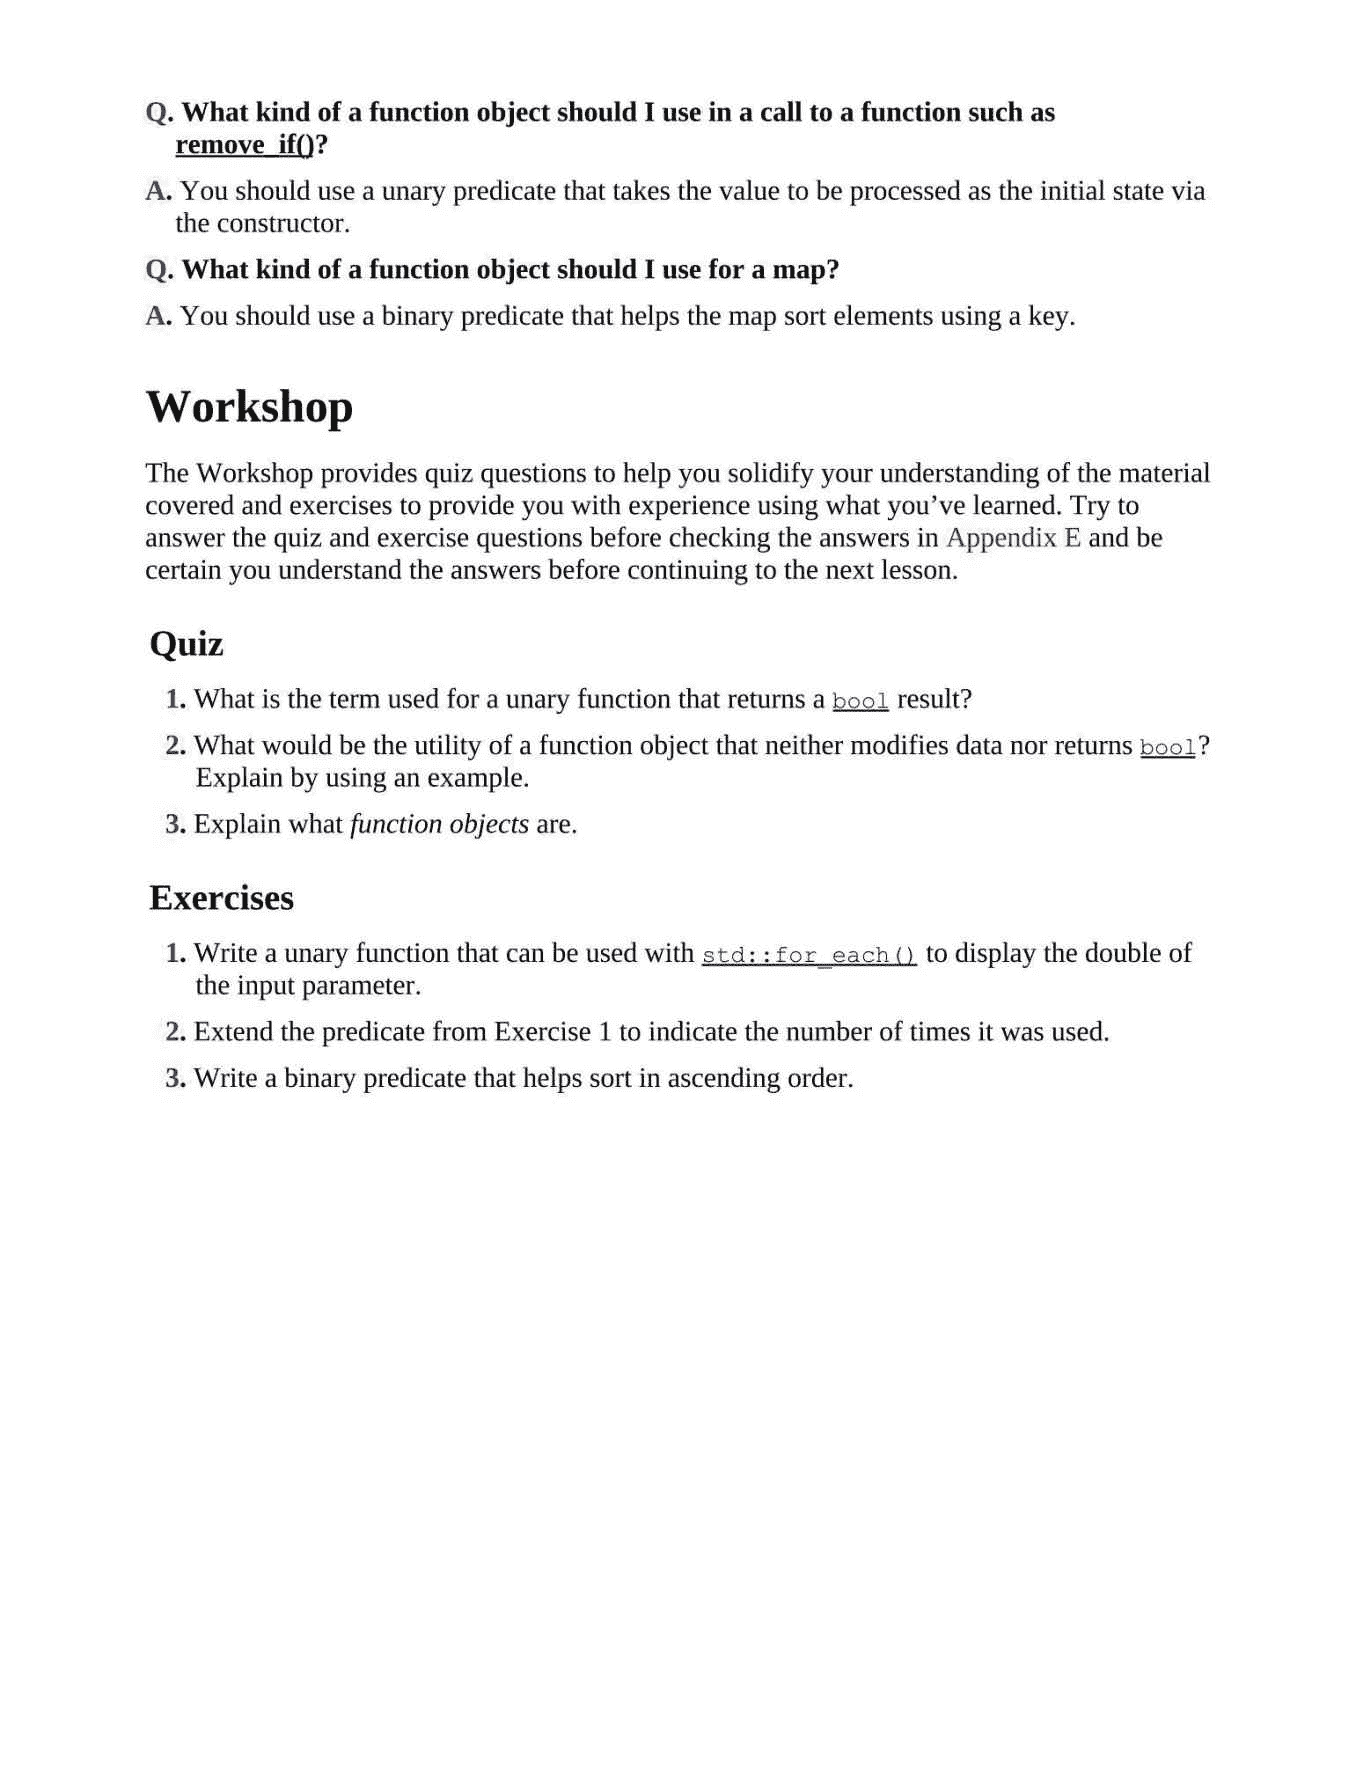 Q. What kind of a function object should I use in a call to a function such as
remove_if()?
A. You should use a unary predicate that takes the value to be processed as the initial state via
the constructor.
Q. What kind of a function object should I use for a map?
A. You should use a binary predicate that helps the map sort elements using a key.
Workshop
The Workshop provides quiz questions to help you solidify your understanding of the material
covered and exercises to provide you with experience using what you’ve learned. Try to
answer the quiz and exercise questions before checking the answers in Appendix E and be
certain you understand the answers before continuing to the next lesson.
Quiz
1. What is the term used for a unary function that returns a bool result?
2. What would be the utility of a function object that neither modifies data nor returns bool?
Explain by using an example.
3. Explain what function objects are.
Exercises
1. Write a unary function that can be used with std::for_each() to display the double of
the input parameter.
2. Extend the predicate from Exercise 1 to indicate the number of times it was used.
3. Write a binary predicate that helps sort in ascending order.